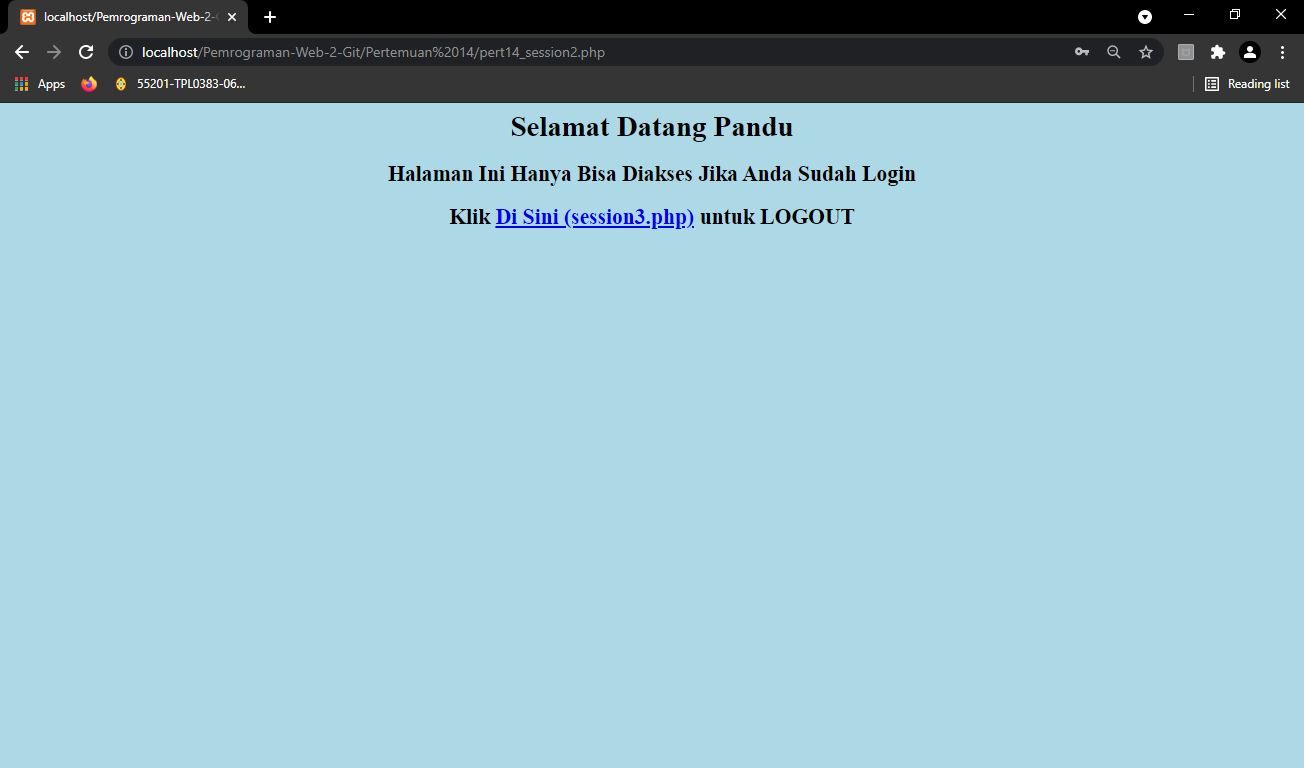 localhost/Pemrograman-Web-2-
localhost/Pemrograman-Web-2-Git/Pertemuan%2014/pert14_session2.php
Apps 55201-TPL0383-06... Reading list
Selamat Datang Pandu
Halaman Ini Hanya Bisa Diakses Jika Anda Sudah Login
Klik Di Sini (session3.php) untuk LOGOUT